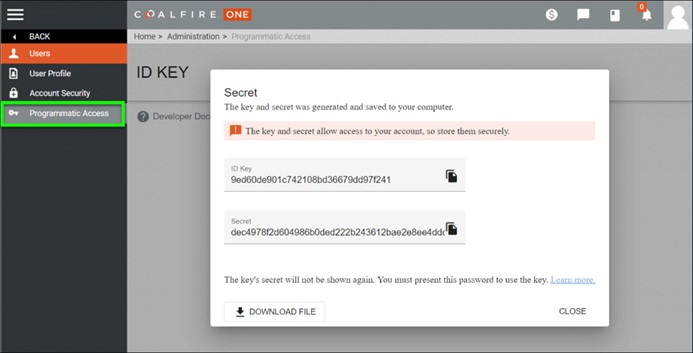 COALFIRE ONE
0
BACK
Home > Administration > Programmatic Access
Users
User Profile
Account Security
Programmatic Access
ID KEY
Developer Doc
Secret
The key and secret was generated and saved to your computer.
The key and secret allow access to your account, so store them securely.
ID Key
9ed60de901c742108bd36679dd97f241
Secret
dec4978f2d604986b0ded222b243612bae2e8ee4ddc
The key's secret will not be shown again. You must present this password to use the key. Learn more.
DOWNLOAD FILE
CLOSE